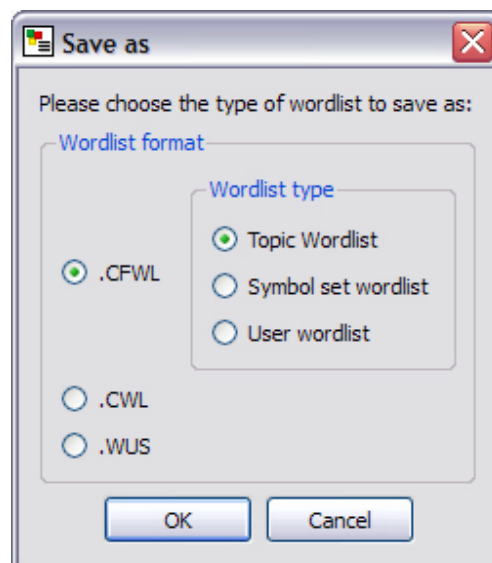 Save as
Please choose the type of wordlist to save as:
Wordlist format
Wordlist type
.CFWL
Topic Wordlist
Symbol set wordlist
User wordlist
.CWL
.WUS
OK
Cancel